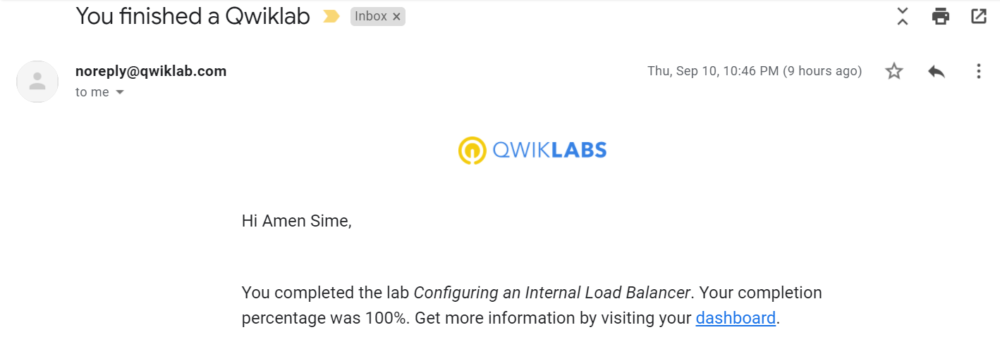 You finished a Qwiklab
Inbox ×
noreply@qwiklab.com
Thu, Sep 10, 10:46 PM (9 hours ago)
to me
QWIKLABS
Hi Amen Sime,
You completed the lab Configuring an Internal Load Balancer. Your completion
percentage was 100%. Get more information by visiting your dashboard.